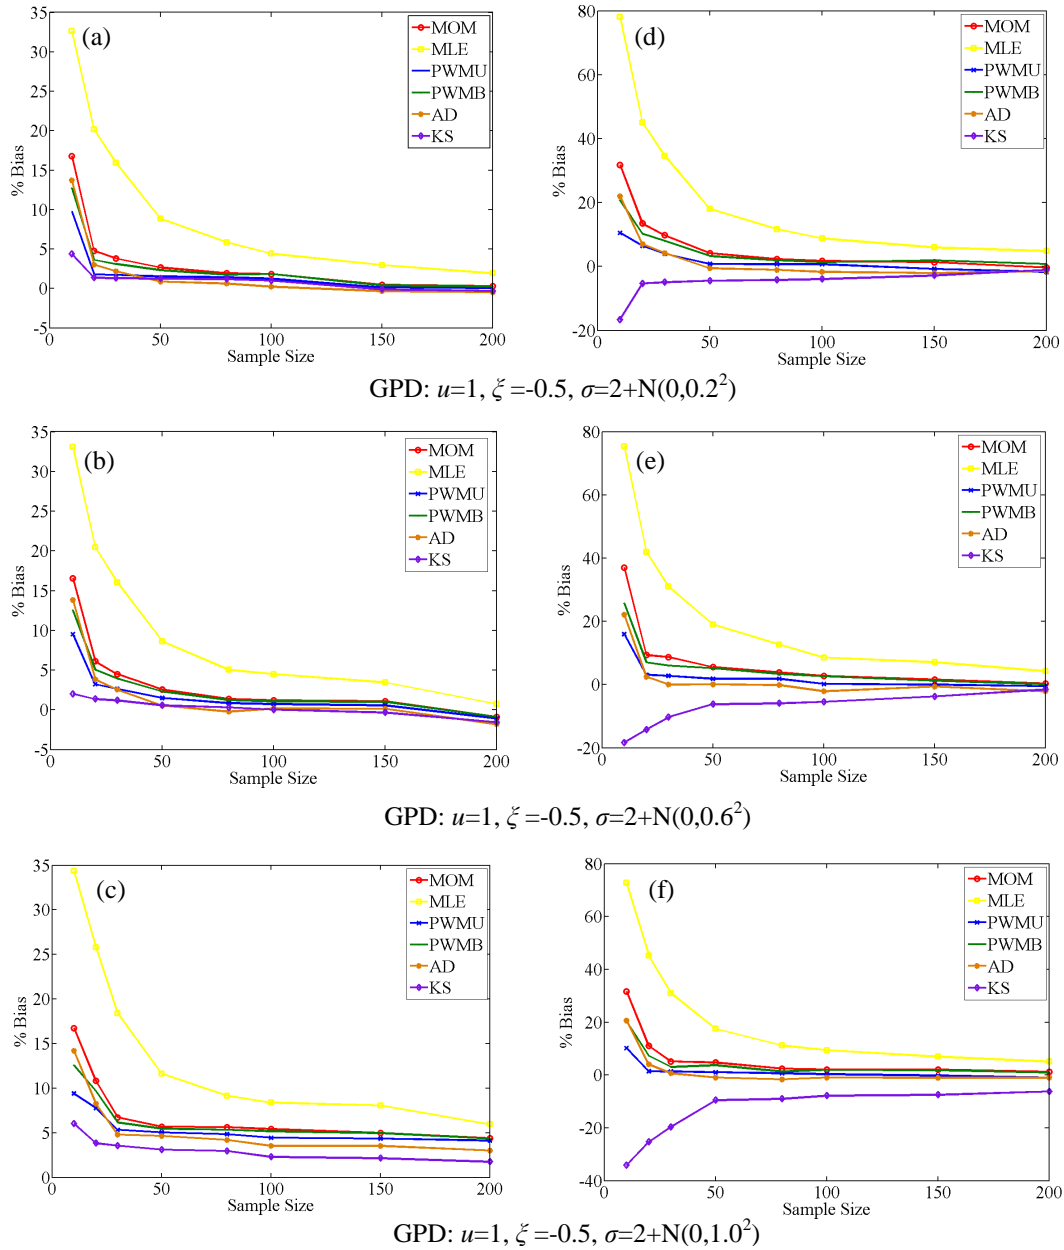 (a)
35
30
25
20
15
10
5
0
-5
% Bias
0 50 100 150 200
Sample Size
MOM
MLE
PWMU
PWMB
AD
KS
(d)
80
60
40
20
0
-20
% Bias
0 50 100 150 200
Sample Size
MOM
MLE
PWMU
PWMB
AD
KS
GPD: u=1, ξ =-0.5, σ=2+N(0,0.2²)
(b)
35
30
25
20
15
10
5
0
-5
% Bias
0 50 100 150 200
Sample Size
MOM
MLE
PWMU
PWMB
AD
KS
(e)
80
60
40
20
0
-20
% Bias
0 50 100 150 200
Sample Size
MOM
MLE
PWMU
PWMB
AD
KS
GPD: u=1, ξ =-0.5, σ=2+N(0,0.6²)
(c)
35
30
25
20
15
10
5
0
% Bias
0 50 100 150 200
Sample Size
MOM
MLE
PWMU
PWMB
AD
KS
(f)
80
60
40
20
0
-20
-40
% Bias
0 50 100 150 200
Sample Size
MOM
MLE
PWMU
PWMB
AD
KS
GPD: u=1, ξ =-0.5, σ=2+N(0,1.0²)